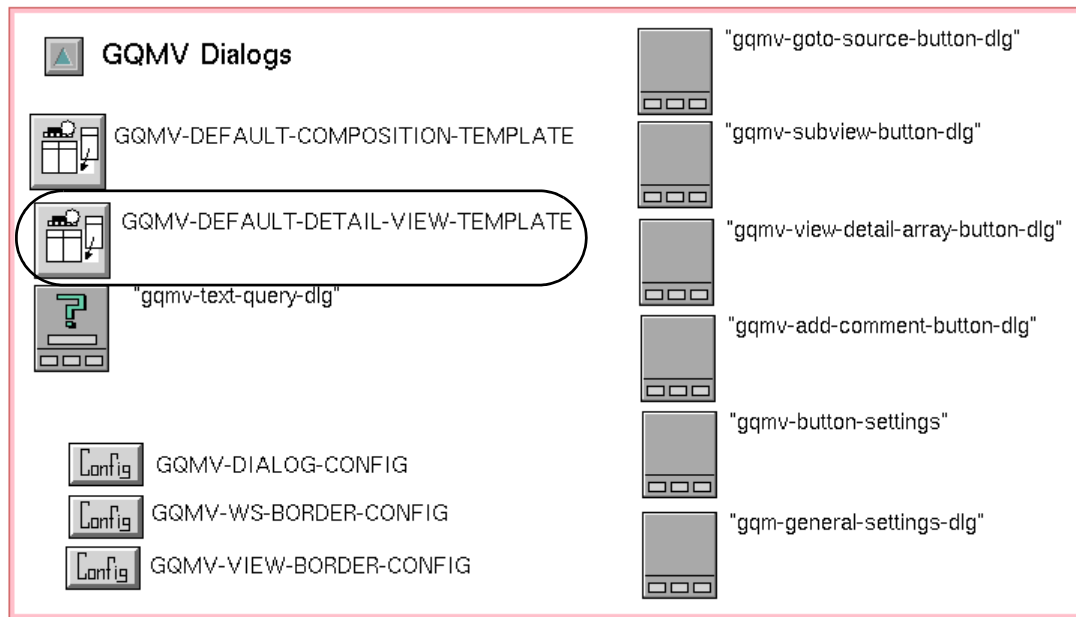 GQMV Dialogs
GQMV-DEFAULT-COMPOSITION-TEMPLATE
GQMV-DEFAULT-DETAIL-VIEW-TEMPLATE
"gqmv-text-query-dlg"
Config GQMV-DIALOG-CONFIG
Config GQMV-WS-BORDER-CONFIG
Config GQMV-VIEW-BORDER-CONFIG
"gqmv-goto-source-button-dlg"
"gqmv-subview-button-dlg"
"gqmv-view-detail-array-button-dlg"
"gqmv-add-comment-button-dlg"
"gqmv-button-settings"
"gqm-general-settings-dlg"